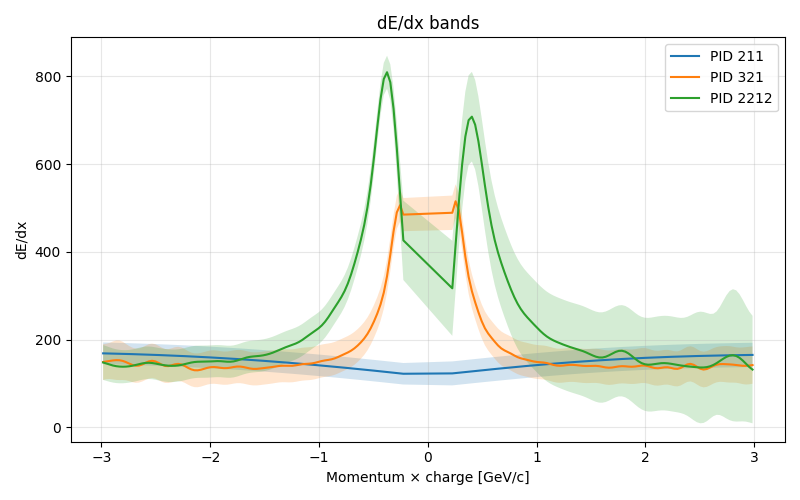 dE/dx bands
PID 211
PID 321
PID 2212
dE/dx
800
600
400
200
0
−3
−2
−1
0
1
2
3
Momentum × charge [GeV/c]